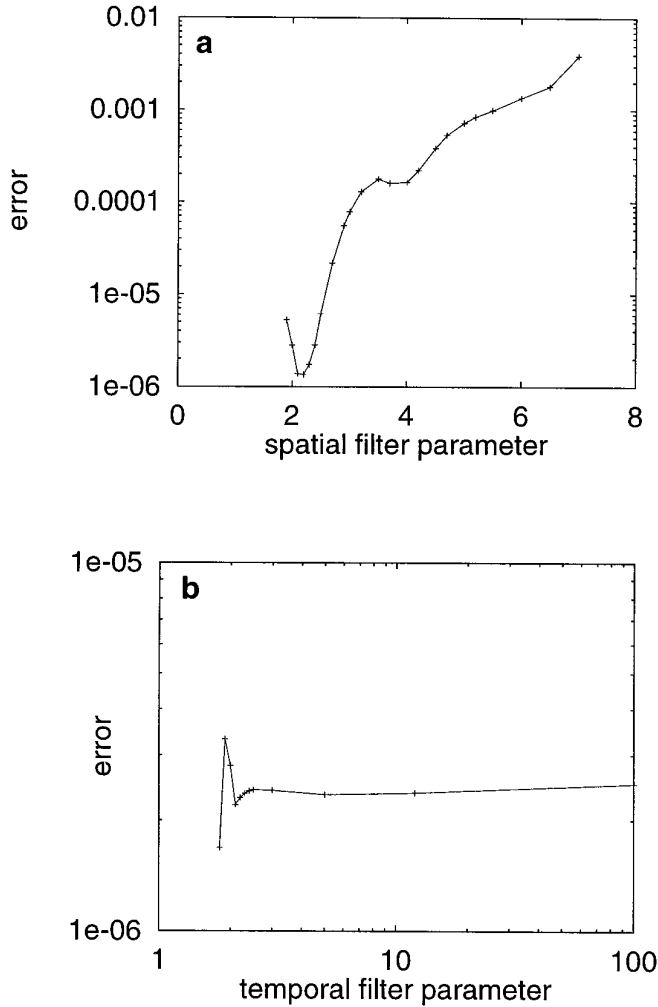 0.01
a
0.001
error
0.0001
1e-05
1e-06
0 2 4 6 8
spatial filter parameter
1e-05
b
error
1e-06
1 10 100
temporal filter parameter